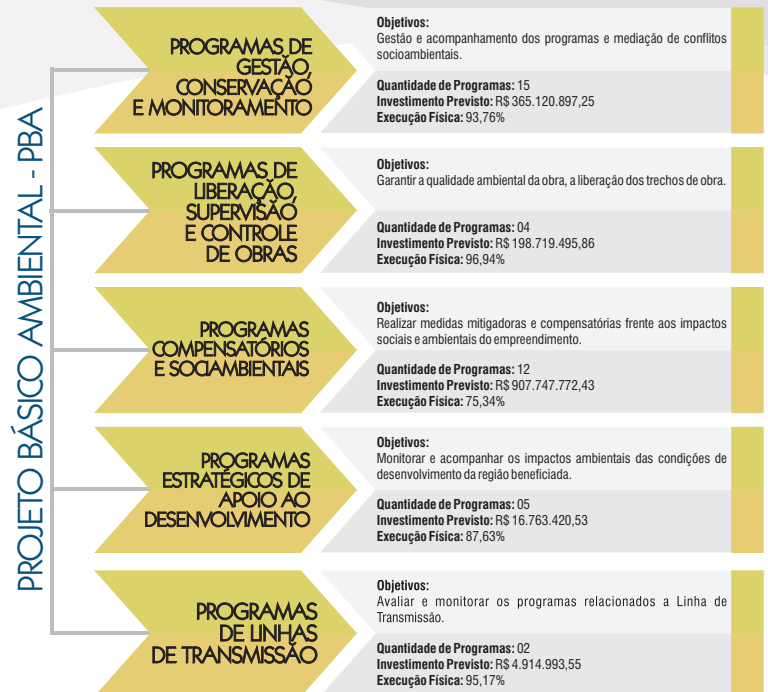 PROJETO BÁSICO AMBIENTAL - PBA
PROGRAMAS DE
GESTÃO,
CONSERVAÇÃO
E MONITORAMENTO
Objetivos:
Gestão e acompanhamento dos programas e mediação de conflitos
socioambientais.
Quantidade de Programas: 15
Investimento Previsto: R$ 365.120.897,25
Execução Física: 93,76%
PROGRAMAS DE
LIBERAÇÃO,
SUPERVISÃO
E CONTROLE
DE OBRAS
Objetivos:
Garantir a qualidade ambiental da obra, a liberação dos trechos de obra.
Quantidade de Programas: 04
Investimento Previsto: R$ 198.719.495,86
Execução Física: 96,94%
PROGRAMAS
COMPENSATÓRIOS
E SOCIAMBIENTAIS
Objetivos:
Realizar medidas mitigadoras e compensatórias frente aos impactos
sociais e ambientais do empreendimento.
Quantidade de Programas: 12
Investimento Previsto: R$ 907.747.772,43
Execução Física: 75,34%
PROGRAMAS
ESTRATÉGICOS DE
APOIO AO
DESENVOLVIMENTO
Objetivos:
Monitorar e acompanhar os impactos ambientais das condições de
desenvolvimento da região beneficiada.
Quantidade de Programas: 05
Investimento Previsto: R$ 16.763.420,53
Execução Física: 87,63%
PROGRAMAS
DE LINHAS
DE TRANSMISSÃO
Objetivos:
Avaliar e monitorar os programas relacionados a Linha de
Transmissão.
Quantidade de Programas: 02
Investimento Previsto: R$ 4.914.993,55
Execução Física: 95,17%